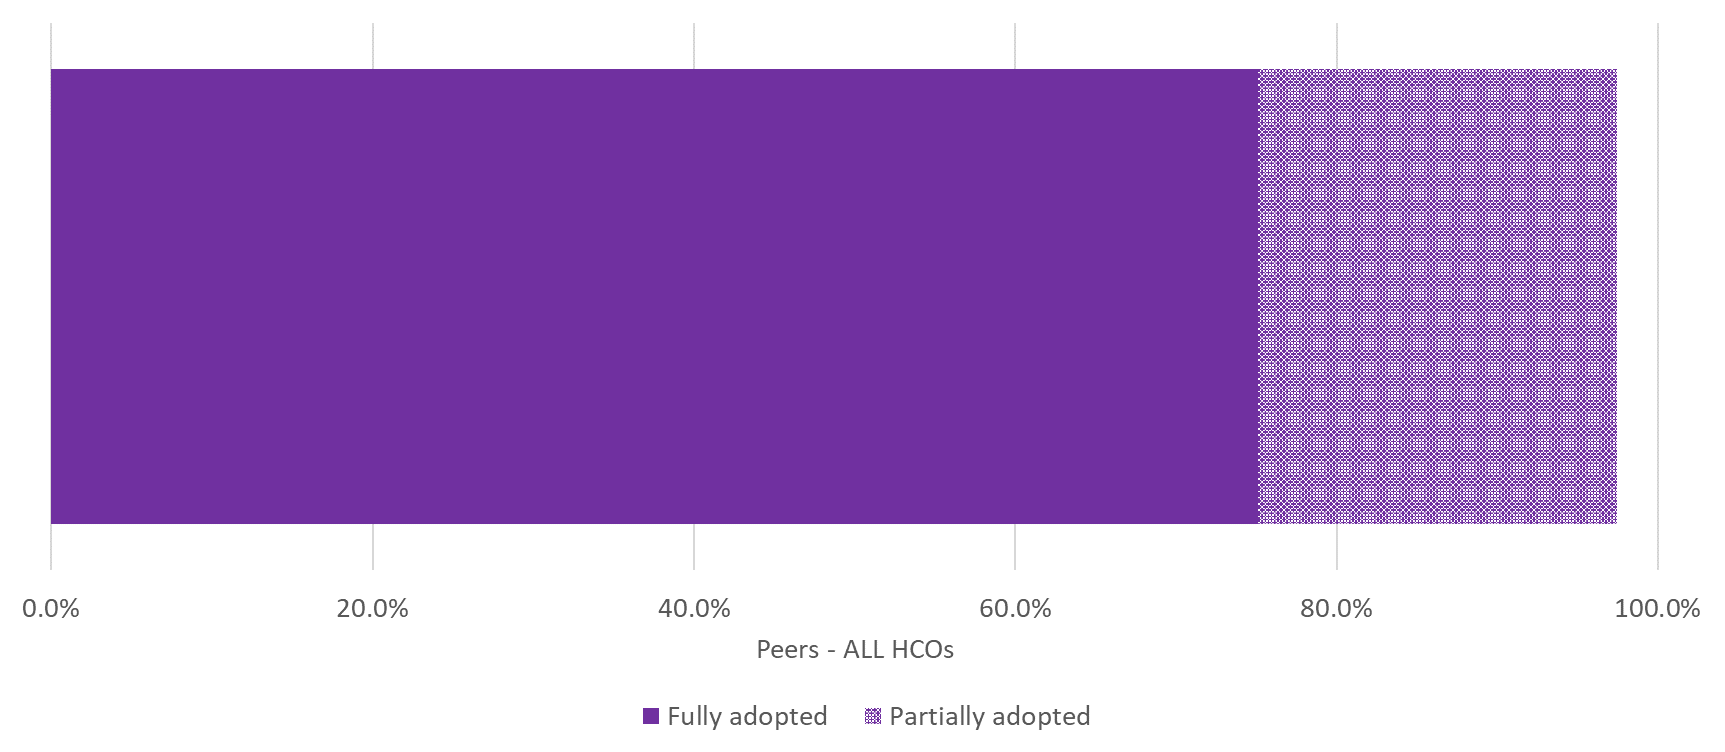 0.0% 20.0% 40.0% 60.0% 80.0% 100.0%
Peers - ALL HCOs
Fully adopted Partially adopted